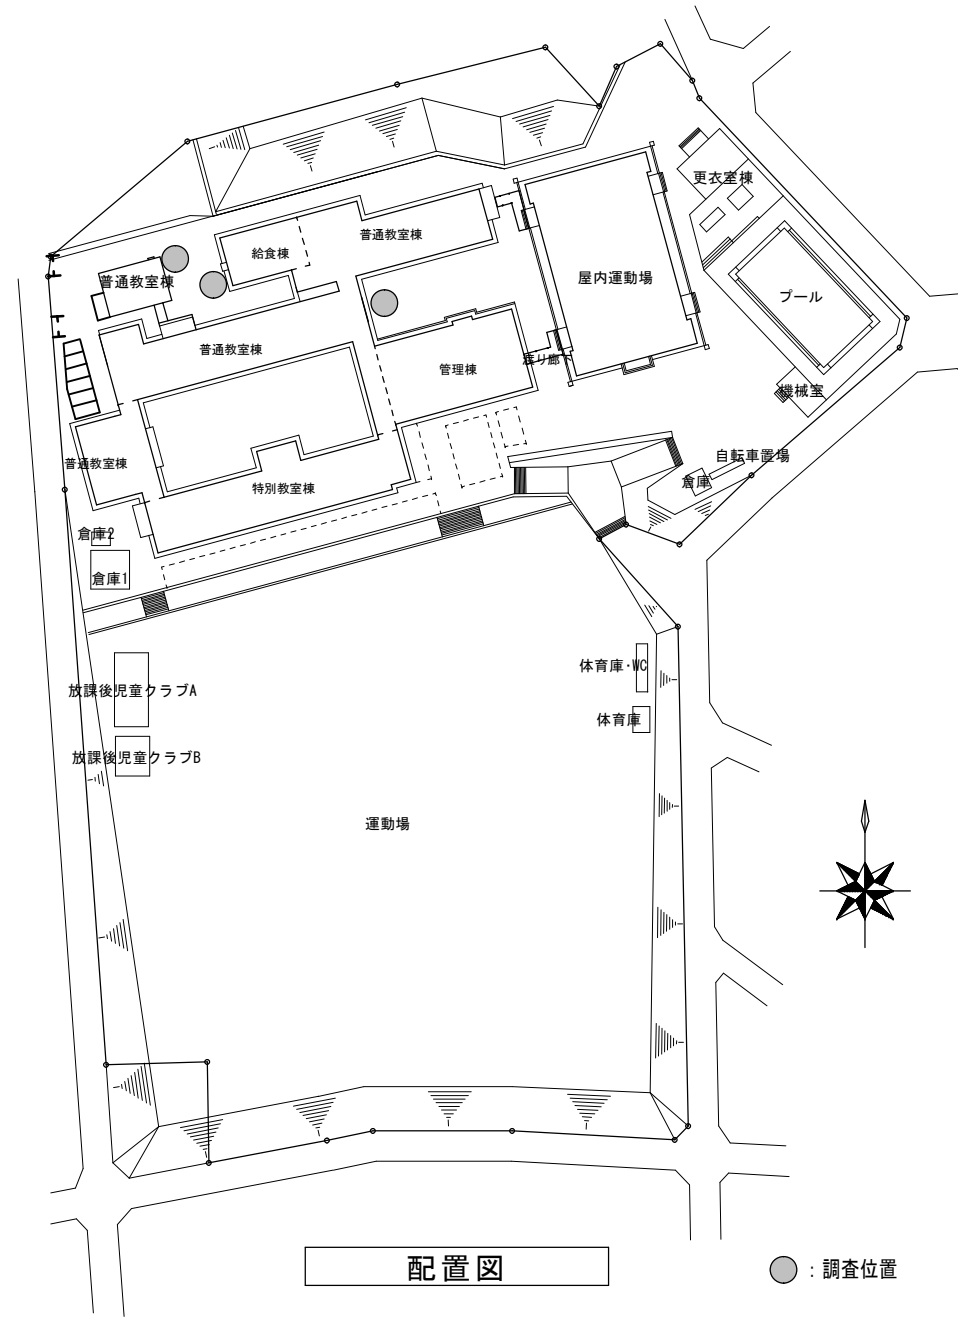 更衣室棟
普通教室棟
給食棟
普通教室棟
屋内運動場
プール
普通教室棟
管理棟
渡り廊下
機械室
普通教室棟
特別教室棟
自転車置場
倉庫
倉庫2
倉庫1
体育庫・WC
放課後児童クラブA
体育庫
放課後児童クラブB
運動場
配置図
：調査位置